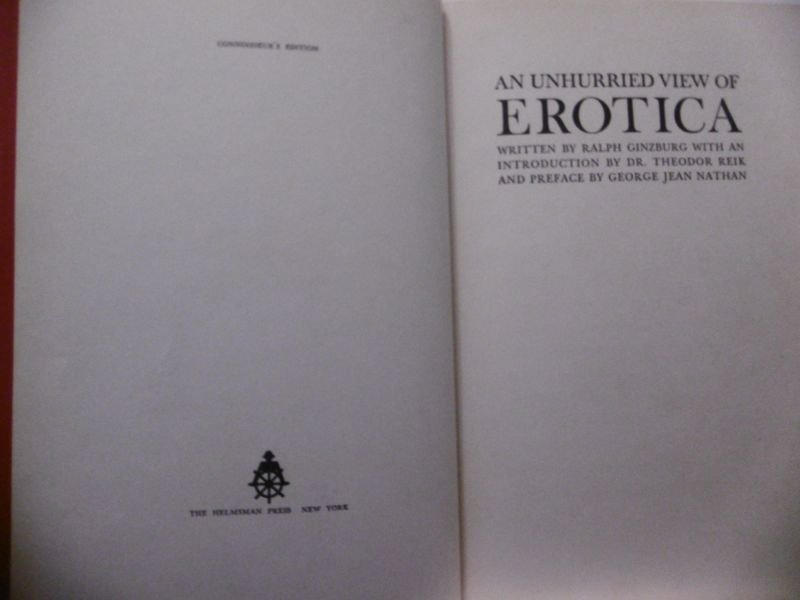 CONNOISSEUR'S EDITION
THE HELMSMAN PRESS NEW YORK
AN UNHURRIED VIEW OF
EROTICA
WRITTEN BY RALPH GINZBURG WITH AN
INTRODUCTION BY DR. THEODOR REIK
AND PREFACE BY GEORGE JEAN NATHAN